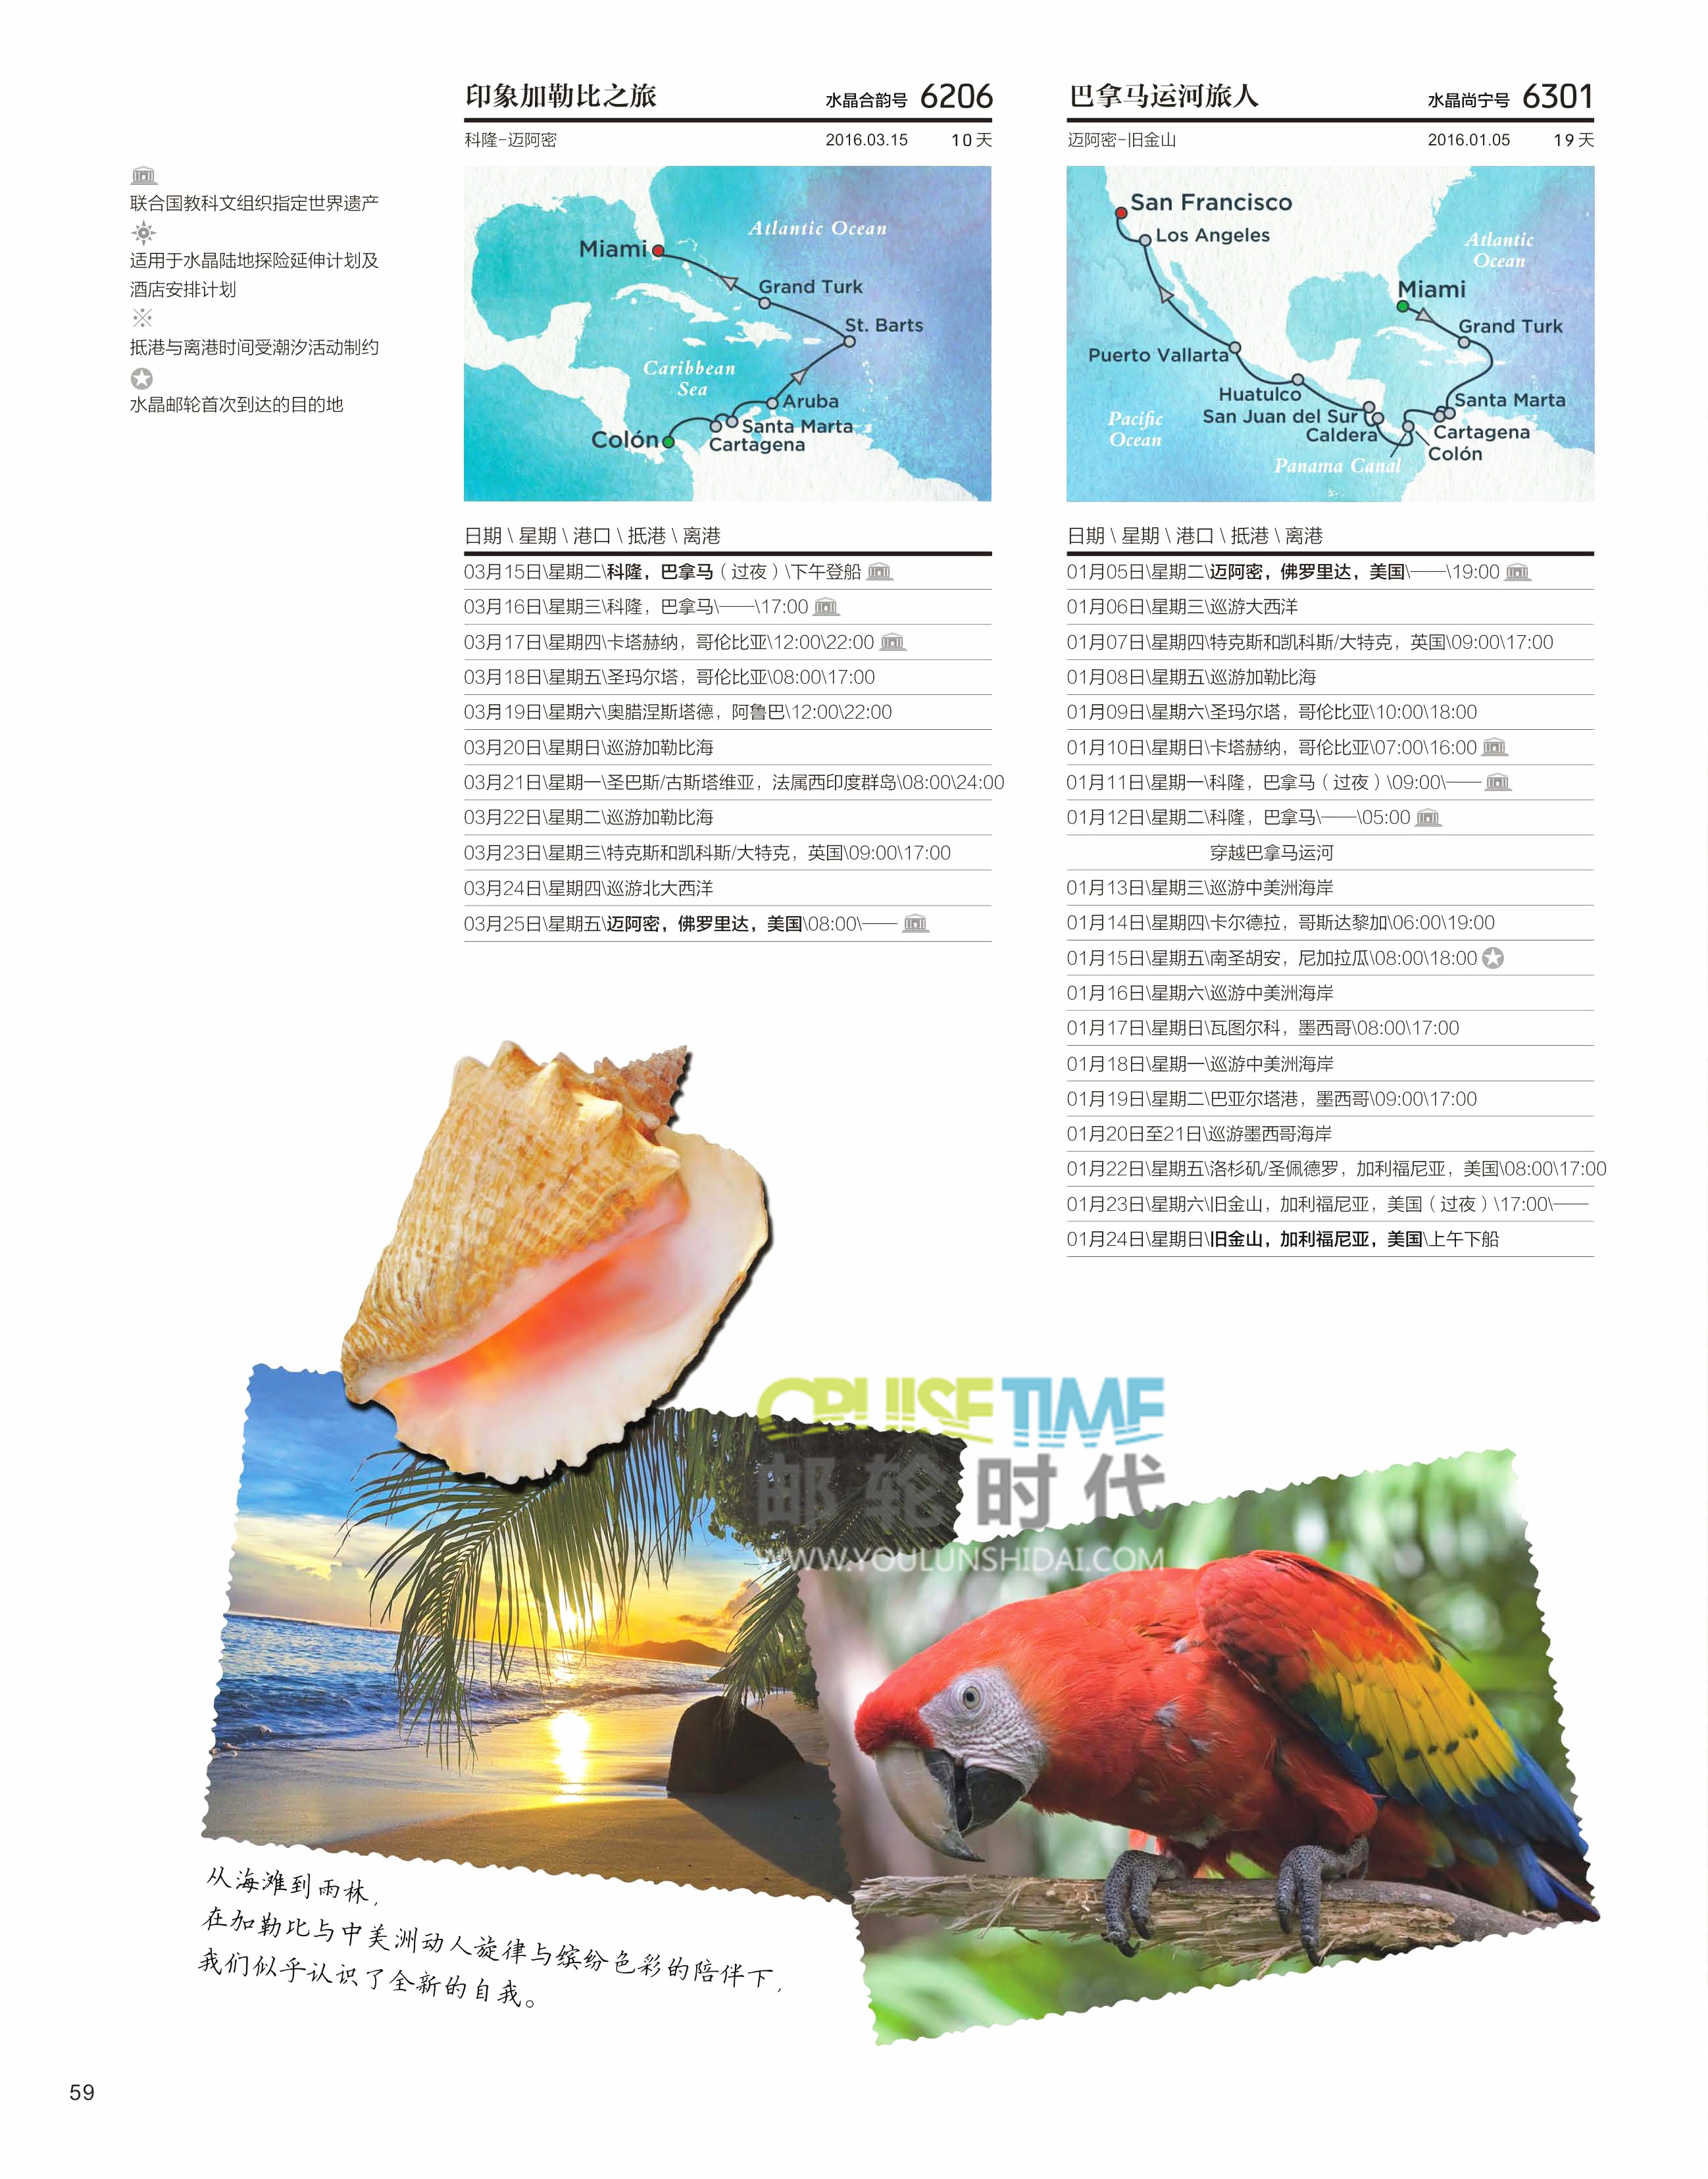 联合国教科文组织指定世界遗产
适用于水晶陆地探险延伸计划及
酒店安排计划
抵港与离港时间受潮汐活动制约
水晶邮轮首次到达的目的地
印象加勒比之旅 水晶合韵号 6206
科隆-迈阿密 2016.03.15 10天
Atlantic Ocean
Miami
Grand Turk
St. Barts
Caribbean
Sea
Aruba
Santa Marta
Colón
Cartagena
日期 \ 星期 \ 港口 \ 抵港 \ 离港
03月15日\星期二\科隆，巴拿马（过夜）\下午登船
03月16日\星期三\科隆，巴拿马\——\17:00
03月17日\星期四\卡塔赫纳，哥伦比亚\12:00\22:00
03月18日\星期五\圣玛尔塔，哥伦比亚\08:00\17:00
03月19日\星期六\奥腊涅斯塔德，阿鲁巴\12:00\22:00
03月20日\星期日\巡游加勒比海
03月21日\星期一\圣巴斯/古斯塔维亚，法属西印度群岛\08:00\24:00
03月22日\星期二\巡游加勒比海
03月23日\星期三\特克斯和凯科斯/大特克，英国\09:00\17:00
03月24日\星期四\巡游北大西洋
03月25日\星期五\迈阿密，佛罗里达，美国\08:00\——
巴拿马运河旅人 水晶尚宁号 6301
迈阿密-旧金山 2016.01.05 19天
San Francisco
Los Angeles
Atlantic
Ocean
Miami
Grand Turk
Puerto Vallarta
Huatulco
Santa Marta
San Juan del Sur
Pacific
Ocean
Caldera
Cartagena
Colón
Panama Canal
日期 \ 星期 \ 港口 \ 抵港 \ 离港
01月05日\星期二\迈阿密，佛罗里达，美国\——\19:00
01月06日\星期三\巡游大西洋
01月07日\星期四\特克斯和凯科斯/大特克，英国\09:00\17:00
01月08日\星期五\巡游加勒比海
01月09日\星期六\圣玛尔塔，哥伦比亚\10:00\18:00
01月10日\星期日\卡塔赫纳，哥伦比亚\07:00\16:00
01月11日\星期一\科隆，巴拿马（过夜）\09:00\——
01月12日\星期二\科隆，巴拿马\——\05:00
穿越巴拿马运河
01月13日\星期三\巡游中美洲海岸
01月14日\星期四\卡尔德拉，哥斯达黎加\06:00\19:00
01月15日\星期五\南圣胡安，尼加拉瓜\08:00\18:00
01月16日\星期六\巡游中美洲海岸
01月17日\星期日\瓦图尔科，墨西哥\08:00\17:00
01月18日\星期一\巡游中美洲海岸
01月19日\星期二\巴亚尔塔港，墨西哥\09:00\17:00
01月20日至21日\巡游墨西哥海岸
01月22日\星期五\洛杉矶/圣佩德罗，加利福尼亚，美国\08:00\17:00
01月23日\星期六\旧金山，加利福尼亚，美国（过夜）\17:00\——
01月24日\星期日\旧金山，加利福尼亚，美国\上午下船
CRUISE TIME
邮轮时代
WWW.YOULUNSHIDAI.COM
从海滩到雨林，
在加勒比与中美洲动人旋律与缤纷色彩的陪伴下，
我们似乎认识了全新的自我。
59